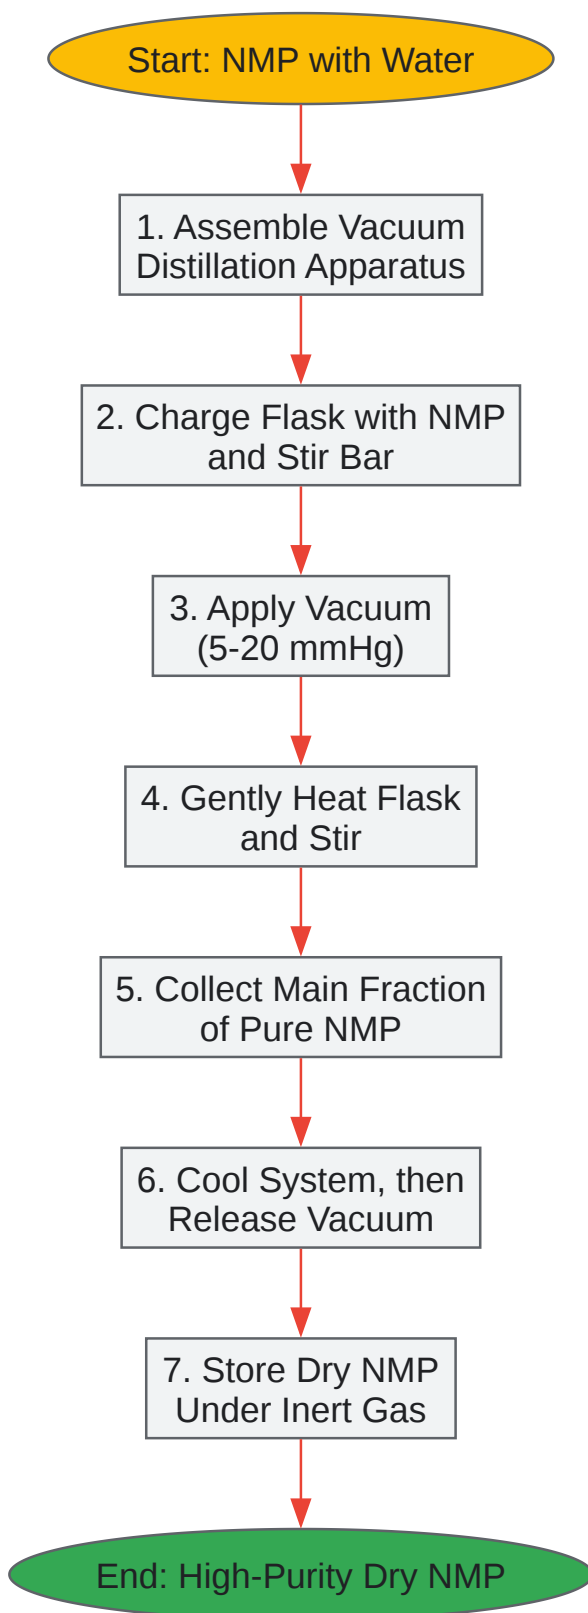 Start: NMP with Water
1. Assemble Vacuum
Distillation Apparatus
2. Charge Flask with NMP
and Stir Bar
3. Apply Vacuum
(5-20 mmHg)
4. Gently Heat Flask
and Stir
5. Collect Main Fraction
of Pure NMP
6. Cool System, then
Release Vacuum
7. Store Dry NMP
Under Inert Gas
End: High-Purity Dry NMP